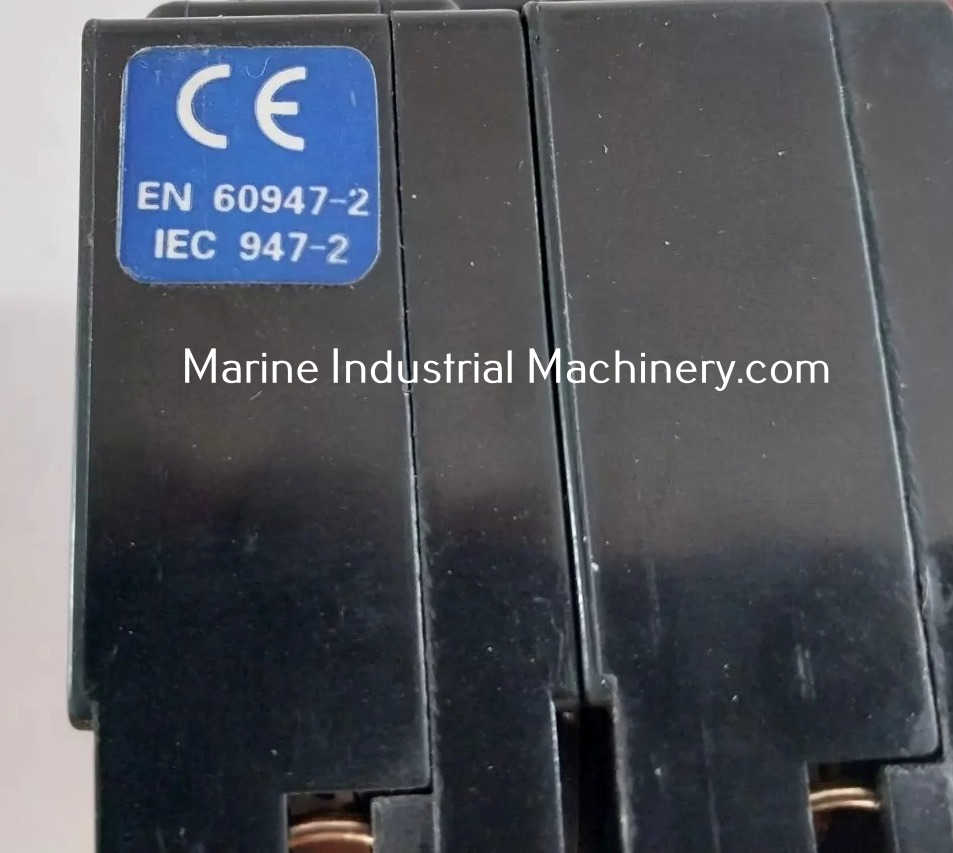 CE
EN 60947-2
IEC 947-2
Marine Industrial Machinery.com